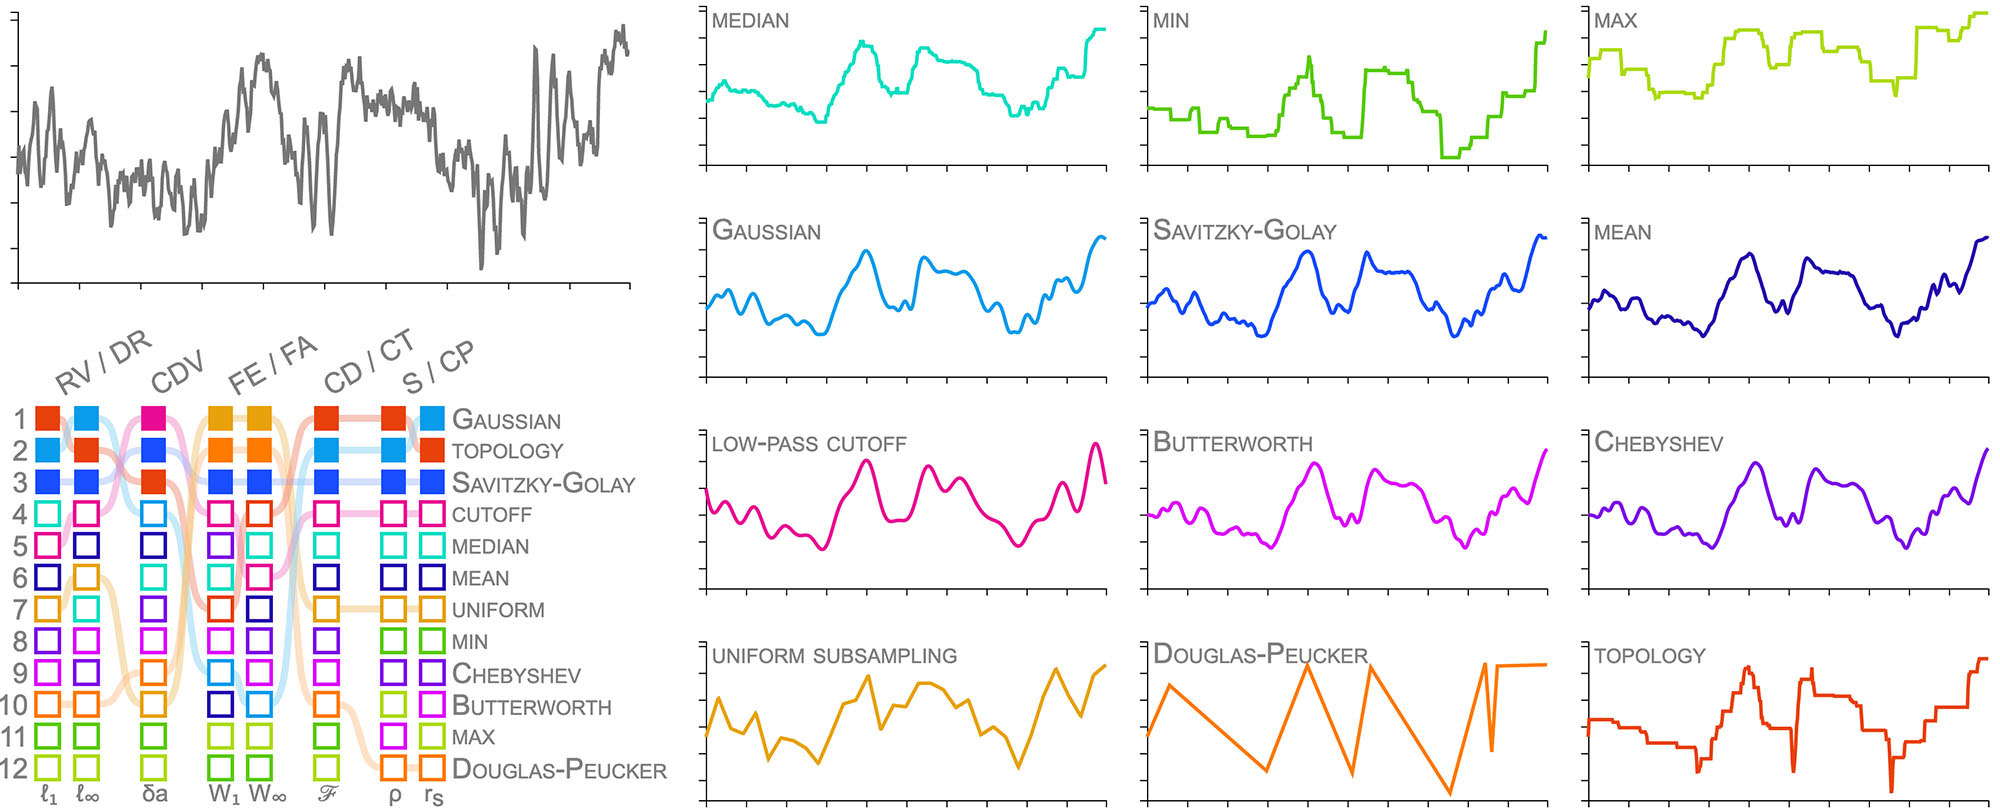 MEDIAN
MIN
MAX
GAUSSIAN
SAVITZKY-GOLAY
MEAN
RV / DR
CDV
FE / FA
CD / CT
S / CP
1 GAUSSIAN
2 TOPOLOGY
3 SAVITZKY-GOLAY
4 CUTOFF
5 MEDIAN
6 MEAN
7 UNIFORM
8 MIN
9 CHEBYSHEV
10 BUTTERWORTH
11 MAX
12 DOUGLAS-PEUCKER
ℓ₁ ℓ∞ δa W₁ W∞ ℱ ρ rₛ
LOW-PASS CUTOFF
BUTTERWORTH
CHEBYSHEV
UNIFORM SUBSAMPLING
DOUGLAS-PEUCKER
TOPOLOGY